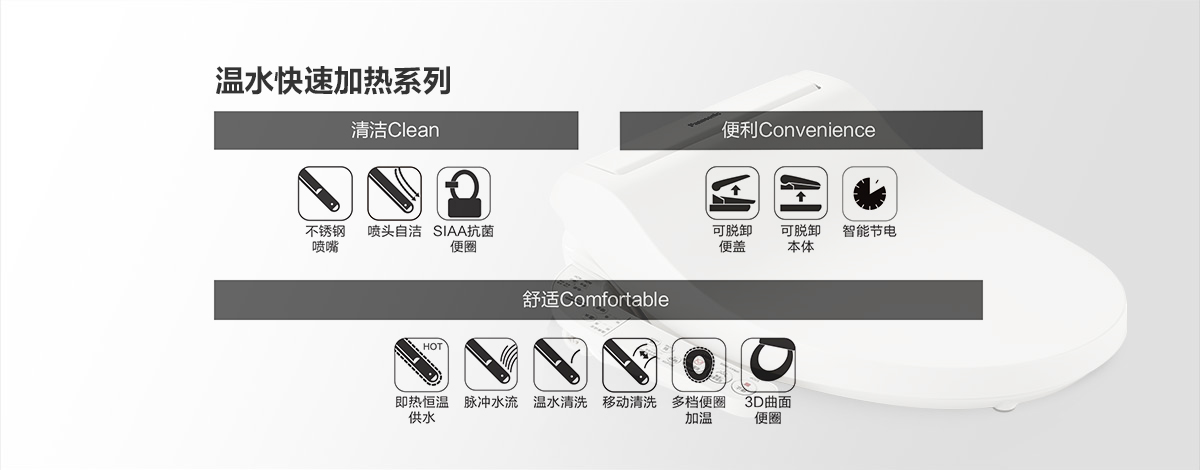 温水快速加热系列
清洁Clean
便利Convenience
Panasonic
不锈钢
喷嘴
喷头自洁
SIAA抗菌
便圈
可脱卸
便盖
可脱卸
本体
智能节电
舒适Comfortable
HOT
即热恒温
供水
脉冲水流
温水清洗
移动清洗
多档便圈
加温
3D曲面
便圈